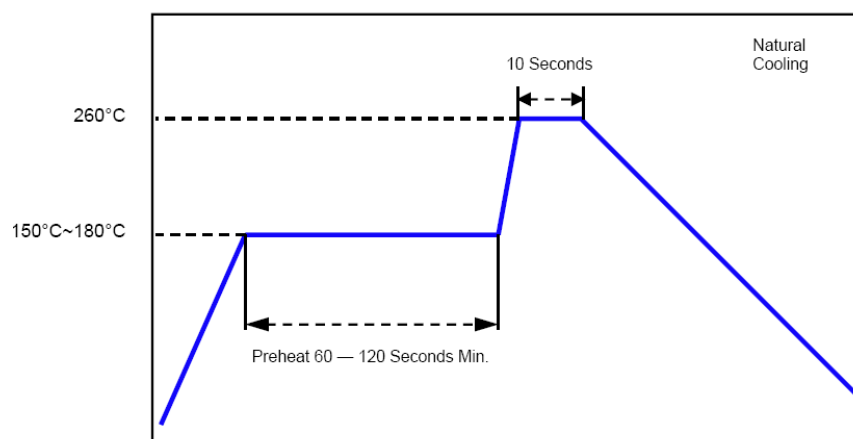 Natural
Cooling
10 Seconds
260°C
150°C~180°C
Preheat 60 — 120 Seconds Min.